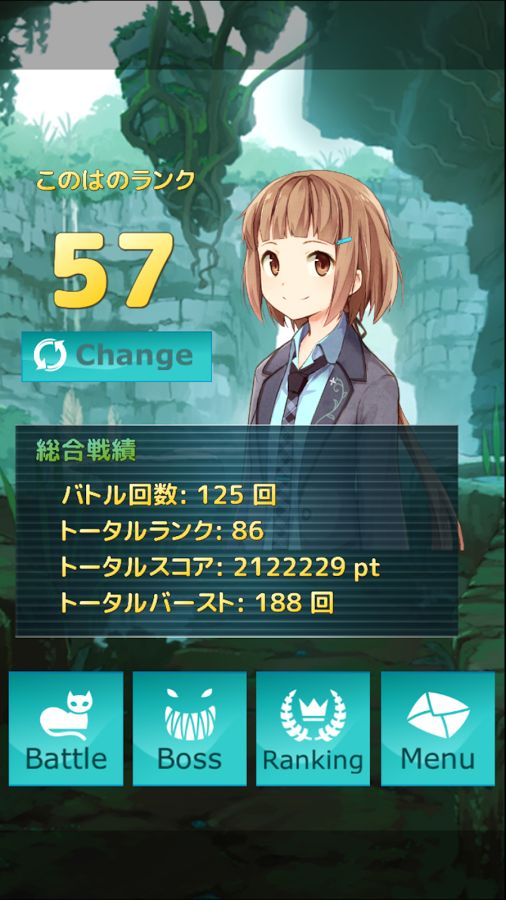 このはのランク
57
Change
総合戦績
バトル回数: 125 回
トータルランク: 86
トータルスコア: 2122229 pt
トータルバースト: 188 回
Battle
Boss
Ranking
Menu